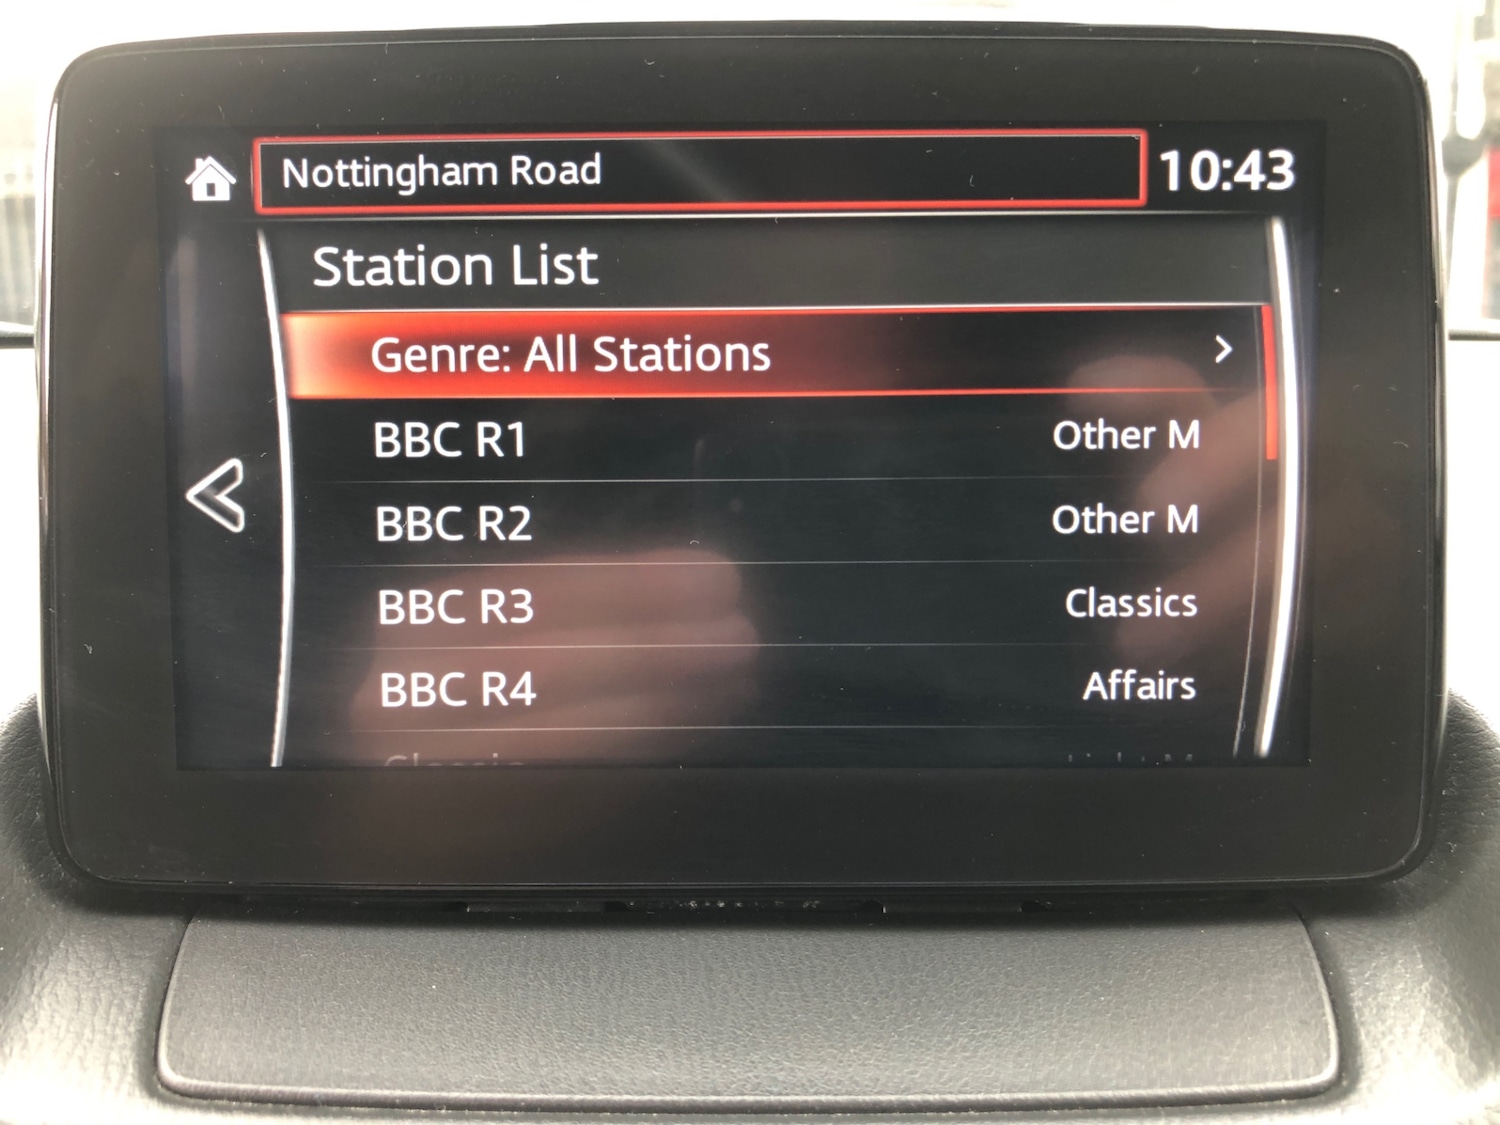 Nottingham Road 10:43
Station List
Genre: All Stations
BBC R1 Other M
BBC R2 Other M
BBC R3 Classics
BBC R4 Affairs
Classic